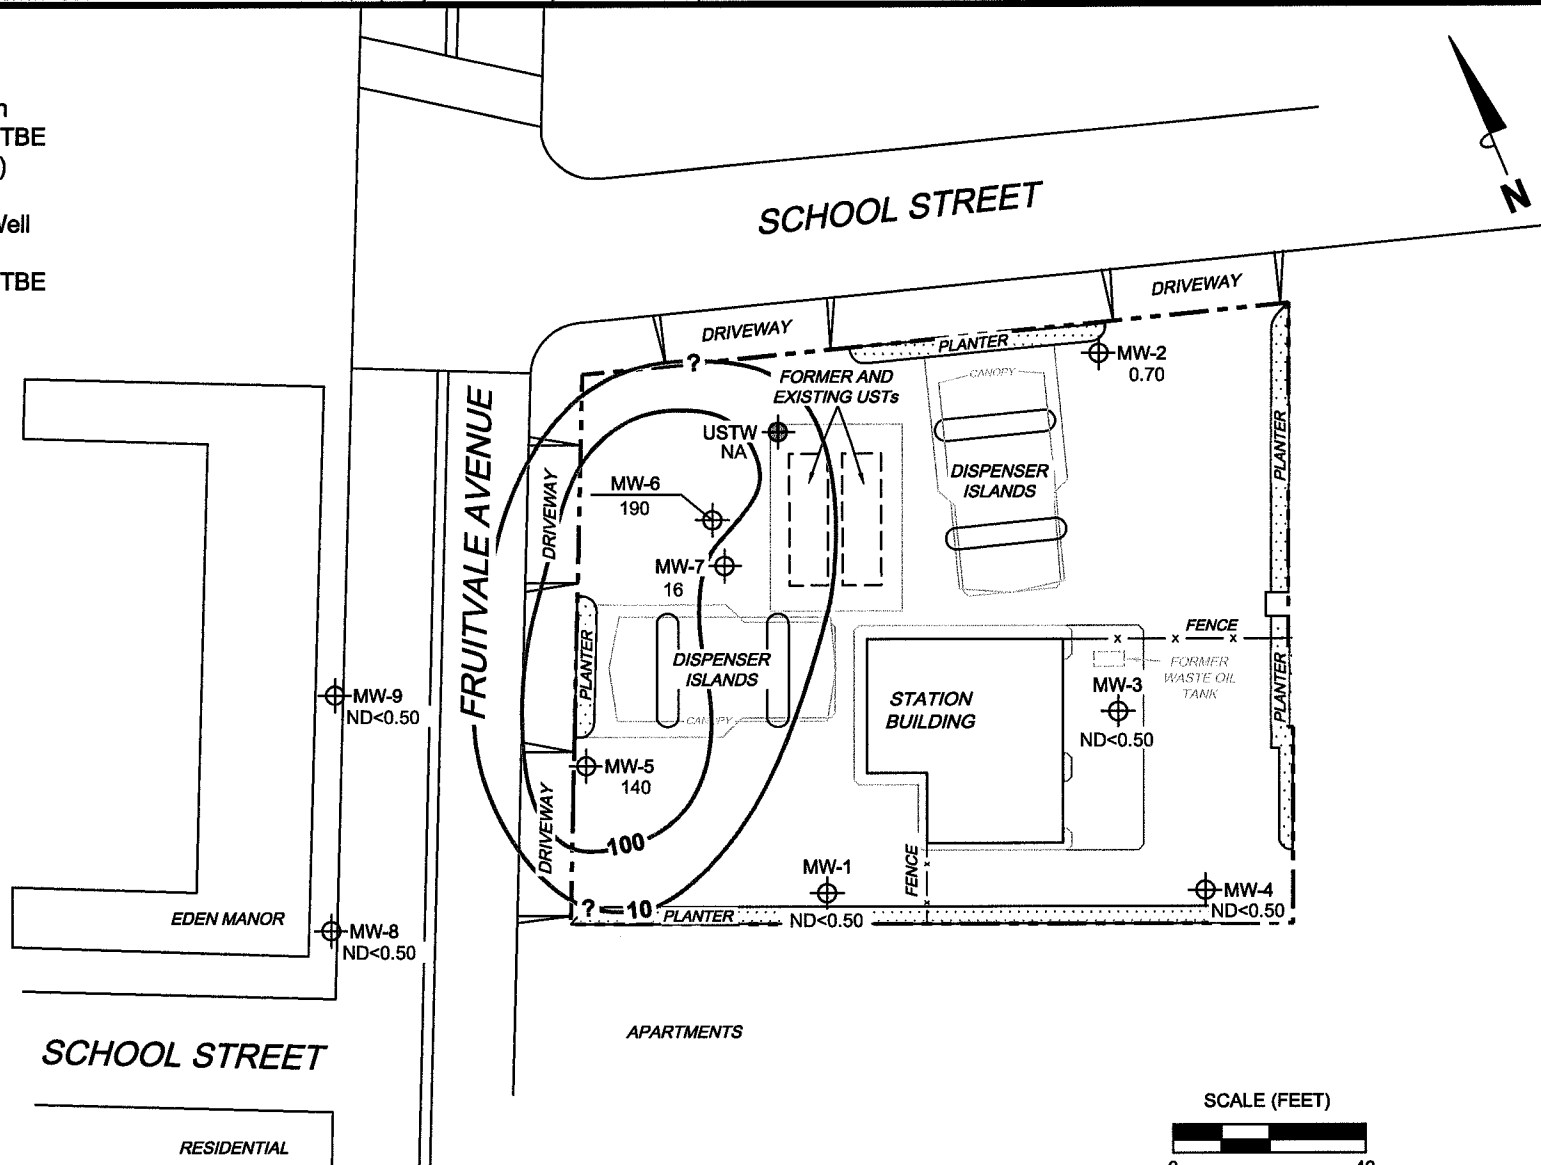 TBE
)
Well
TBE
N
SCHOOL STREET
DRIVEWAY
DRIVEWAY
PLANTER
MW-2
0.70
?
FORMER AND
EXISTING USTs
CANOPY
USTW
NA
FRUITVALE AVENUE
DRIVEWAY
MW-6
190
DISPENSER
ISLANDS
PLANTER
MW-7
16
PLANTER
DISPENSER
ISLANDS
CANOPY
FENCE
x x x
FORMER
WASTE OIL
TANK
STATION
BUILDING
MW-3
ND<0.50
PLANTER
MW-9
ND<0.50
MW-5
140
DRIVEWAY
100
FENCE
x
x
MW-1
ND<0.50
MW-4
ND<0.50
? 10
PLANTER
EDEN MANOR
MW-8
ND<0.50
APARTMENTS
SCHOOL STREET
RESIDENTIAL
SCALE (FEET)